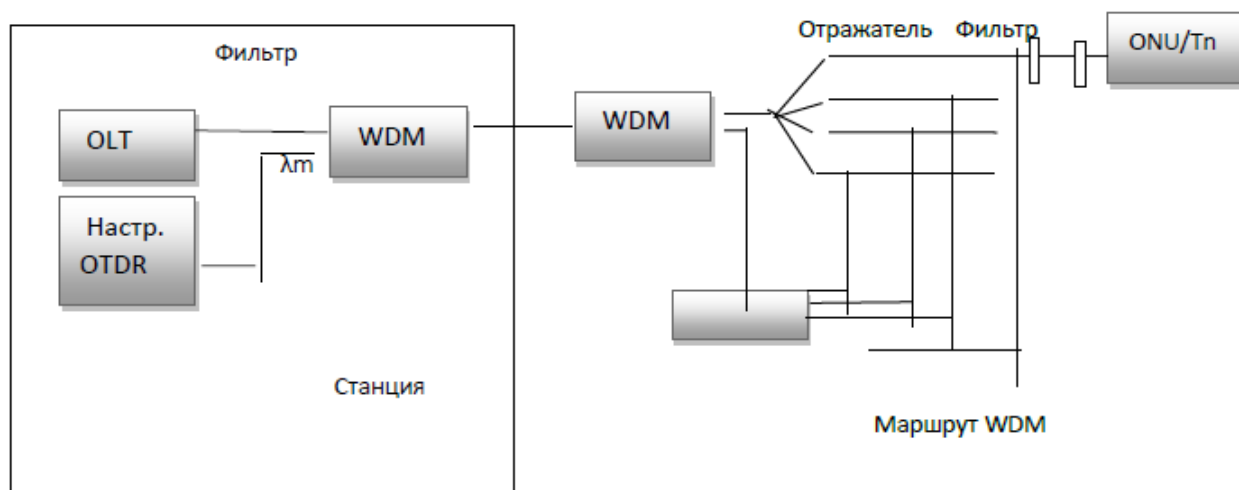 Фильтр
Отражатель Фильтр
ONU/Tn
OLT
WDM
WDM
λm
Настр.
OTDR
Станция
Маршрут WDM